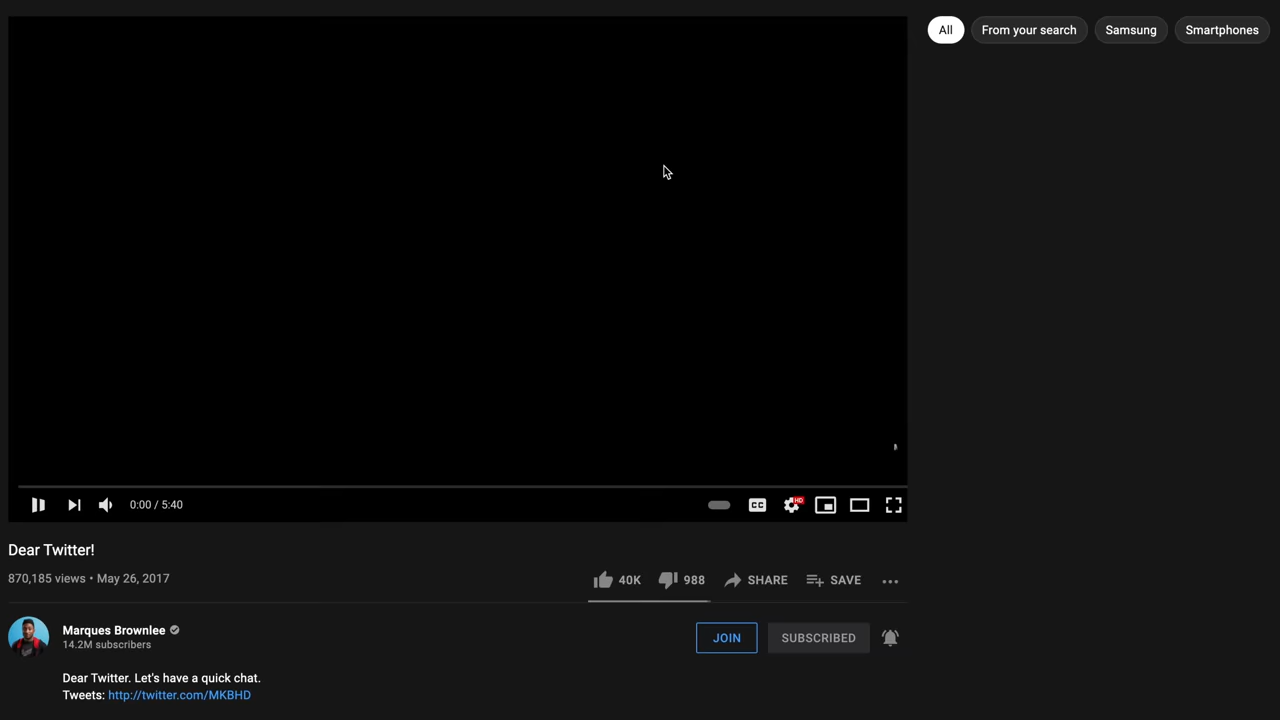 All From your search Samsung Smartphones
CC HD
0:00 / 5:40
Dear Twitter!
870,185 views • May 26, 2017
40K 988 SHARE SAVE
Marques Brownlee
14.2M subscribers
JOIN SUBSCRIBED
Dear Twitter. Let's have a quick chat.
Tweets: http://twitter.com/MKBHD